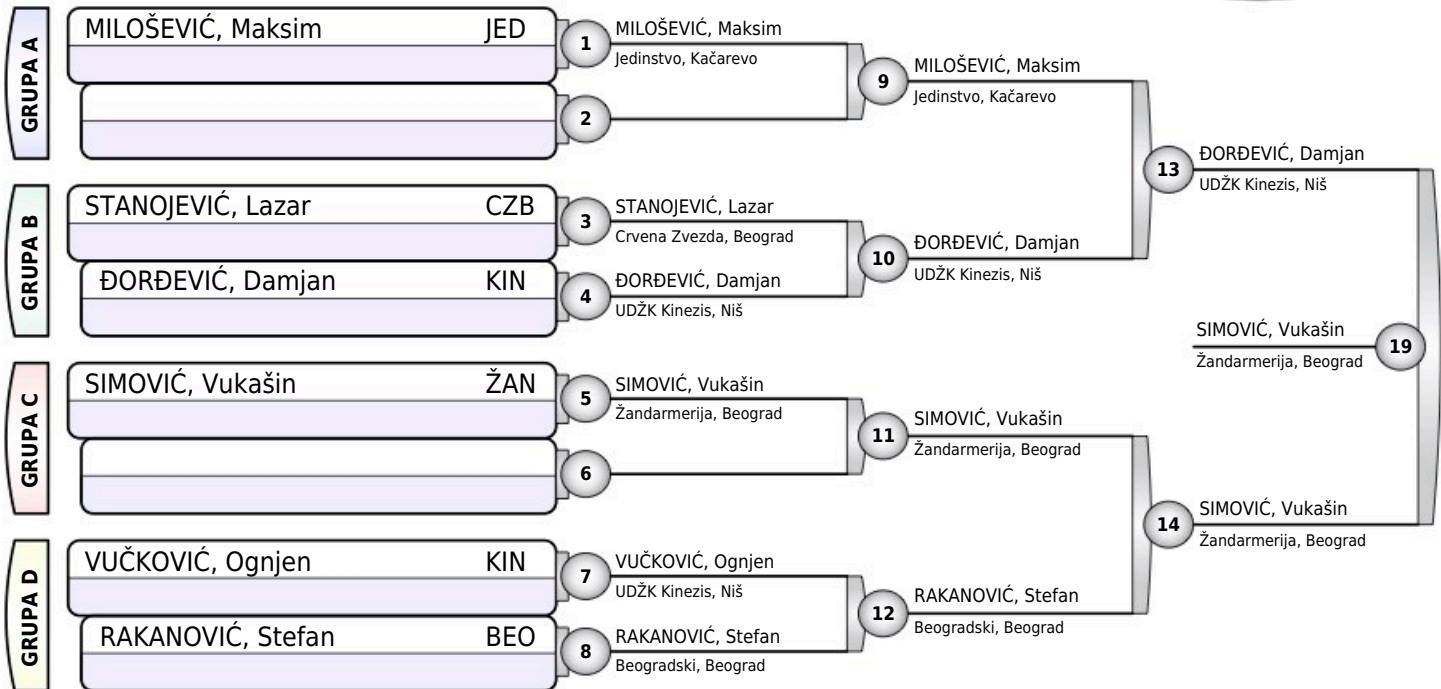 GRUPA A
MILOŠEVIĆ, Maksim JED
1
MILOŠEVIĆ, Maksim
Jedinstvo, Kačarevo
2
9
MILOŠEVIĆ, Maksim
Jedinstvo, Kačarevo
GRUPA B
STANOJEVIĆ, Lazar CZB
3
STANOJEVIĆ, Lazar
Crvena Zvezda, Beograd
ĐORĐEVIĆ, Damjan KIN
4
ĐORĐEVIĆ, Damjan
UDŽK Kinezis, Niš
10
ĐORĐEVIĆ, Damjan
UDŽK Kinezis, Niš
13
ĐORĐEVIĆ, Damjan
UDŽK Kinezis, Niš
GRUPA C
SIMOVIĆ, Vukašin ŽAN
5
SIMOVIĆ, Vukašin
Žandarmerija, Beograd
6
11
SIMOVIĆ, Vukašin
Žandarmerija, Beograd
GRUPA D
VUČKOVIĆ, Ognjen KIN
7
VUČKOVIĆ, Ognjen
UDŽK Kinezis, Niš
RAKANOVIĆ, Stefan BEO
8
RAKANOVIĆ, Stefan
Beogradski, Beograd
12
RAKANOVIĆ, Stefan
Beogradski, Beograd
14
SIMOVIĆ, Vukašin
Žandarmerija, Beograd
SIMOVIĆ, Vukašin
Žandarmerija, Beograd
19